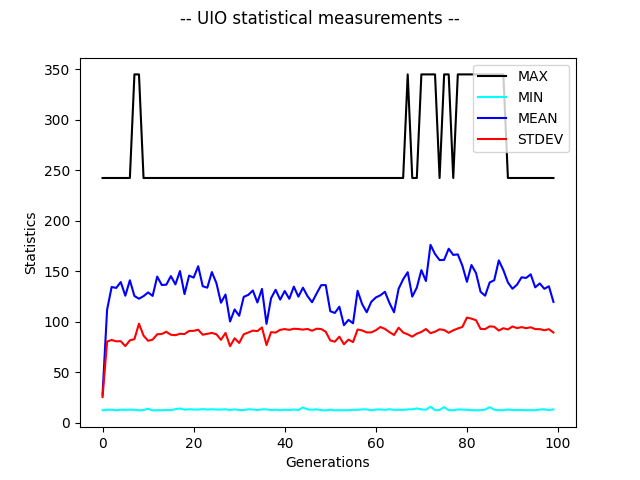 -- UIO statistical measurements --
350
300
250
200
150
100
50
0
Statistics
MAX
MIN
MEAN
STDEV
0 20 40 60 80 100
Generations